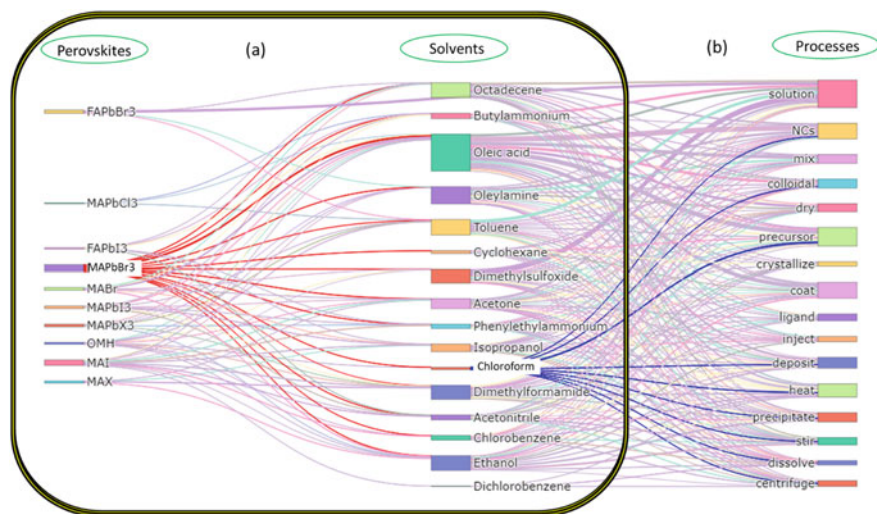 Perovskites
(a)
Solvents
(b)
Processes
FAPbBr3
MAPbCl3
FAPbI3
MAPbBr3
MABr
MAPbI3
MAPbX3
OMH
MAI
MAX
Octadecene
Butylammonium
Oleic acid
Oleylamine
Toluene
Cyclohexane
Dimethylsulfoxide
Acetone
Phenylethylammonium
Isopropanol
Chloroform
Dimethylformamide
Acetonitrile
Chlorobenzene
Ethanol
Dichlorobenzene
solution
NCs
mix
colloidal
dry
precursor
crystallize
coat
ligand
inject
deposit
heat
precipitate
stir
dissolve
centrifuge